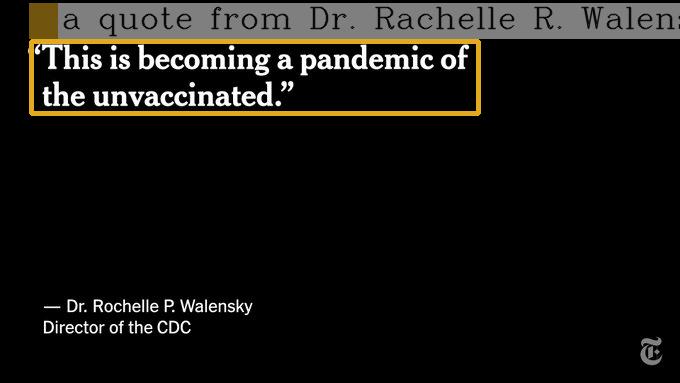 a quote from Dr. Rachelle R. Walens
“This is becoming a pandemic of
the unvaccinated.”
— Dr. Rochelle P. Walensky
Director of the CDC
T